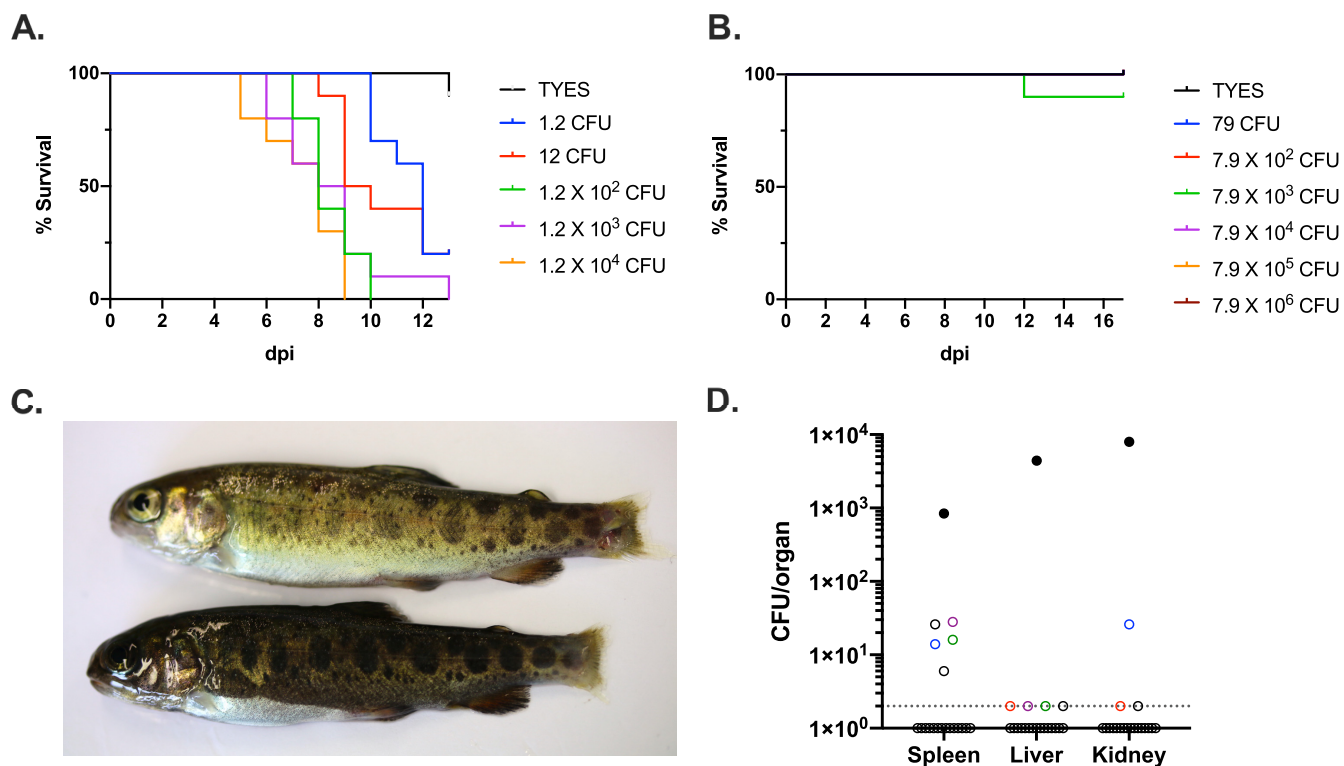 A.
% Survival
100
50
0
0 2 4 6 8 10 12
dpi
TYES
1.2 CFU
12 CFU
1.2 X 10² CFU
1.2 X 10³ CFU
1.2 X 10⁴ CFU
B.
% Survival
100
50
0
0 2 4 6 8 10 12 14 16
dpi
TYES
79 CFU
7.9 X 10² CFU
7.9 X 10³ CFU
7.9 X 10⁴ CFU
7.9 X 10⁵ CFU
7.9 X 10⁶ CFU
C.
D.
CFU/organ
1×10⁴
1×10³
1×10²
1×10¹
1×10⁰
Spleen Liver Kidney